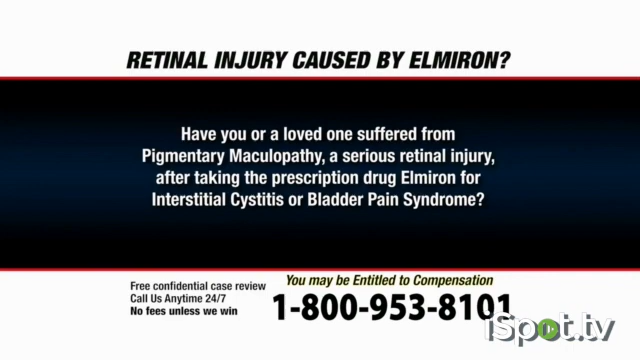 RETINAL INJURY CAUSED BY ELMIRON?
Have you or a loved one suffered from
Pigmentary Maculopathy, a serious retinal injury,
after taking the prescription drug Elmiron for
Interstitial Cystitis or Bladder Pain Syndrome?
Free confidential case review
Call Us Anytime 24/7
No fees unless we win
You may be Entitled to Compensation
1-800-953-8101
iSpot.tv